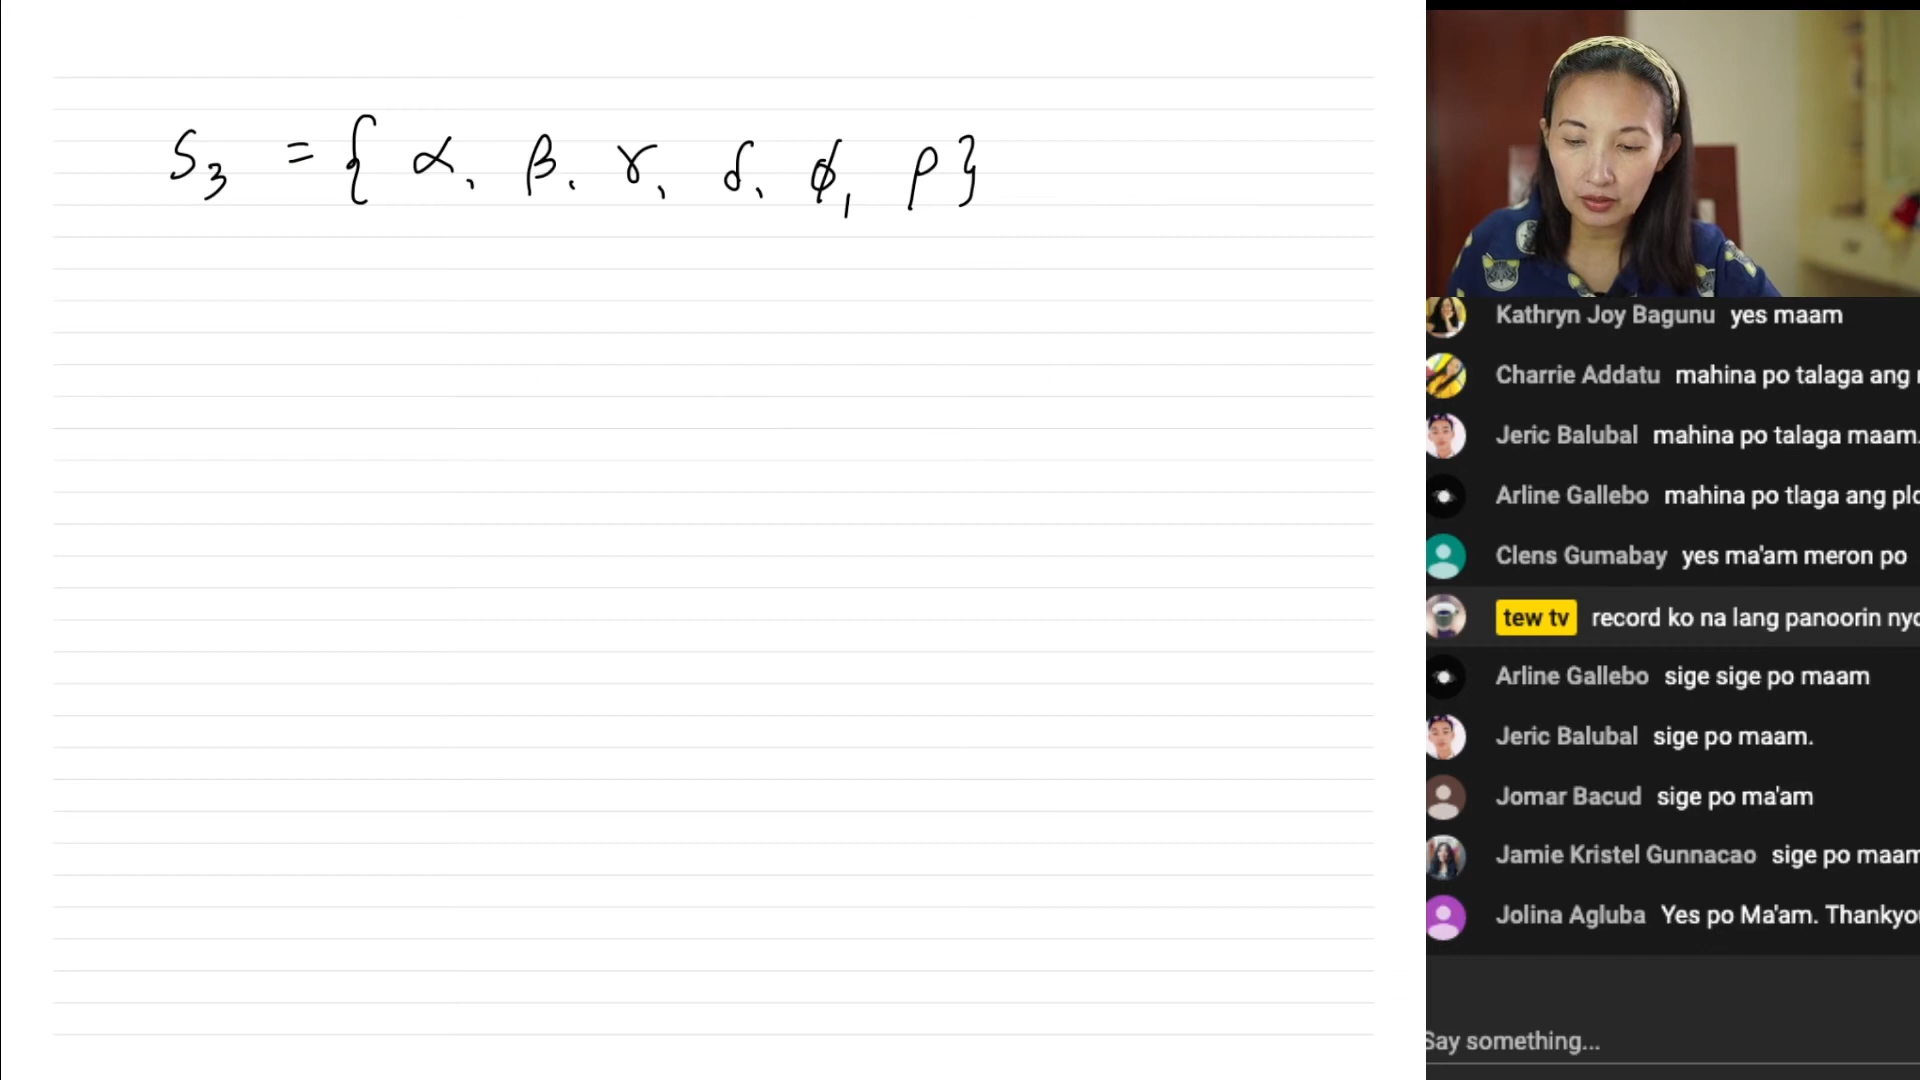 S₃ = { α, β, γ, δ, ϕ, ρ}
Kathryn Joy Bagunu yes maam
Charrie Addatu mahina po talaga ang
Jeric Balubal mahina po talaga maam.
Arline Gallebo mahina po tlaga ang
Clens Gumabay yes ma'am meron po
tew tv record ko na lang panoorin
Arline Gallebo sige sige po maam
Jeric Balubal sige po maam.
Jomar Bacud sige po ma'am
Jamie Kristel Gunnacao sige po maam
Jolina Agluba Yes po Ma'am.
Say something...